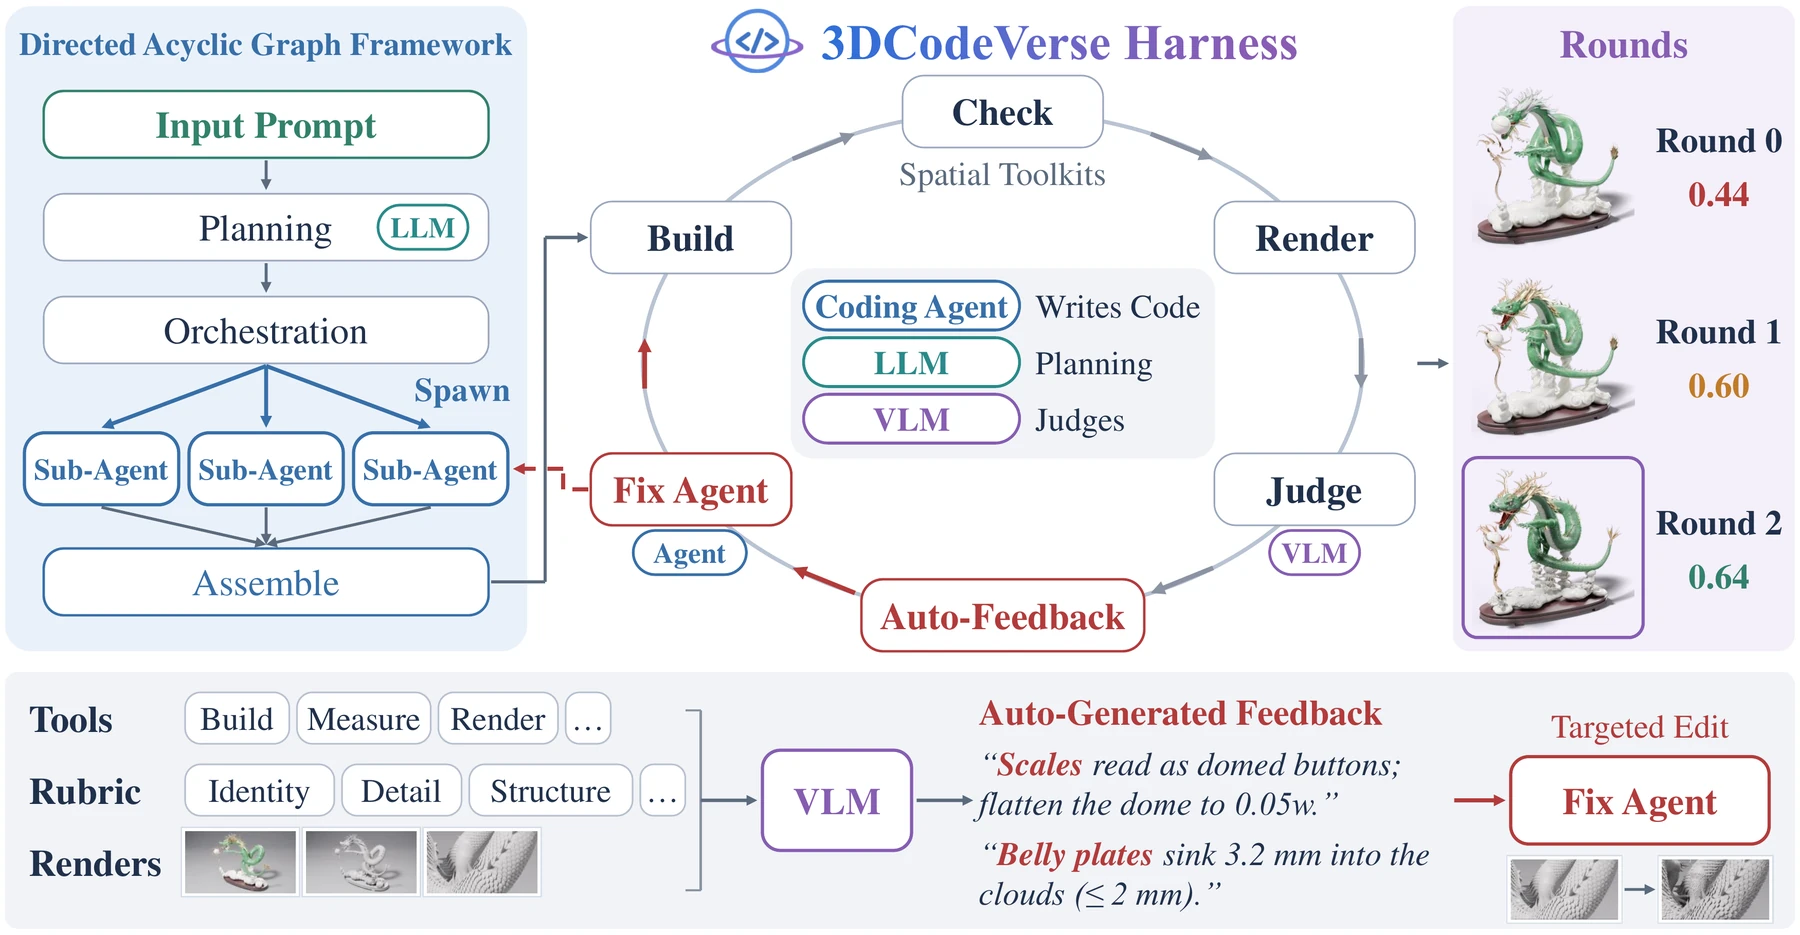 Directed Acyclic Graph Framework
Input Prompt
Planning
LLM
Orchestration
Spawn
Sub-Agent
Sub-Agent
Sub-Agent
Assemble
</> 3DCodeVerse Harness
Check
Spatial Toolkits
Build
Render
Coding Agent Writes Code
LLM Planning
VLM Judges
Fix Agent
Agent
Judge
VLM
Auto-Feedback
Rounds
Round 0
0.44
Round 1
0.60
Round 2
0.64
Tools Build Measure Render ...
Rubric Identity Detail Structure ...
Renders
VLM
Auto-Generated Feedback
“Scales read as domed buttons;
flatten the dome to 0.05w.”
“Belly plates sink 3.2 mm into the
clouds (≤ 2 mm).”
Targeted Edit
Fix Agent